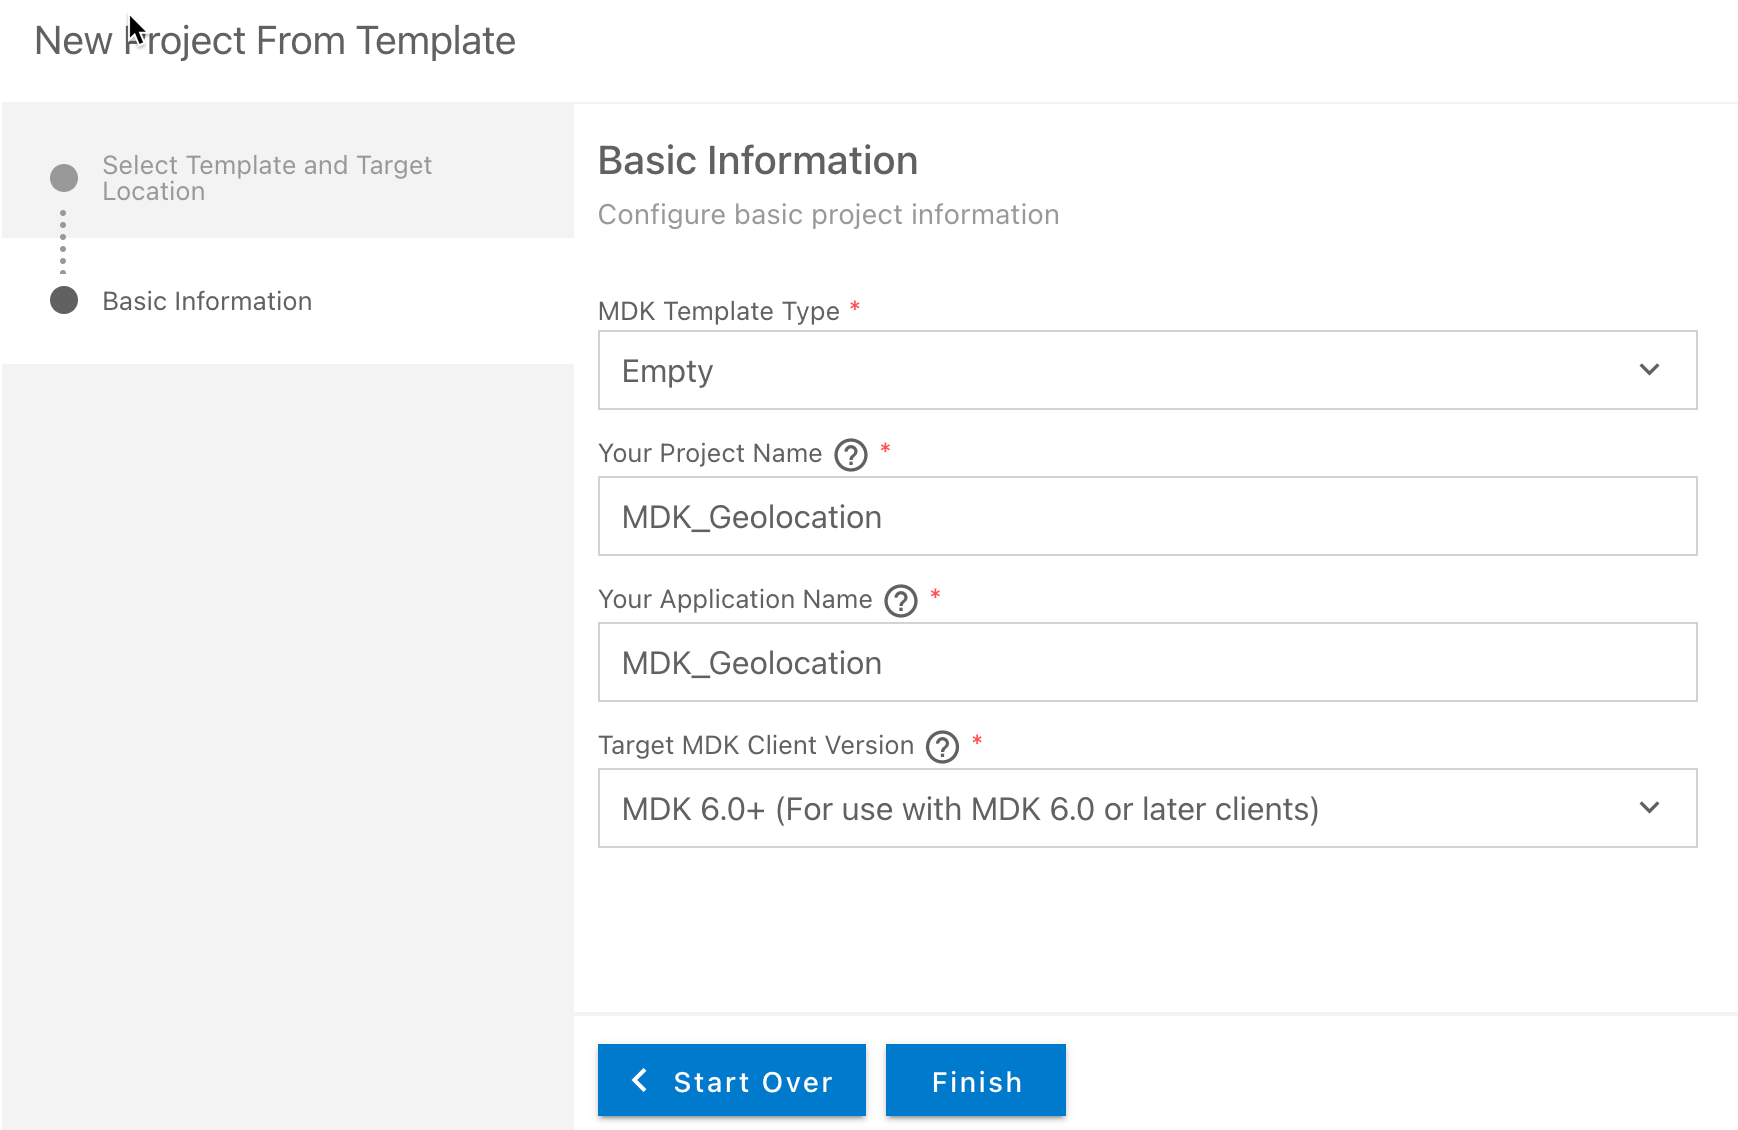 New Project From Template
Select Template and Target
Location
Basic Information
Basic Information
Configure basic project information
MDK Template Type *
Empty
Your Project Name ? *
MDK_Geolocation
Your Application Name ? *
MDK_Geolocation
Target MDK Client Version ? *
MDK 6.0+ (For use with MDK 6.0 or later clients)
Start Over
Finish